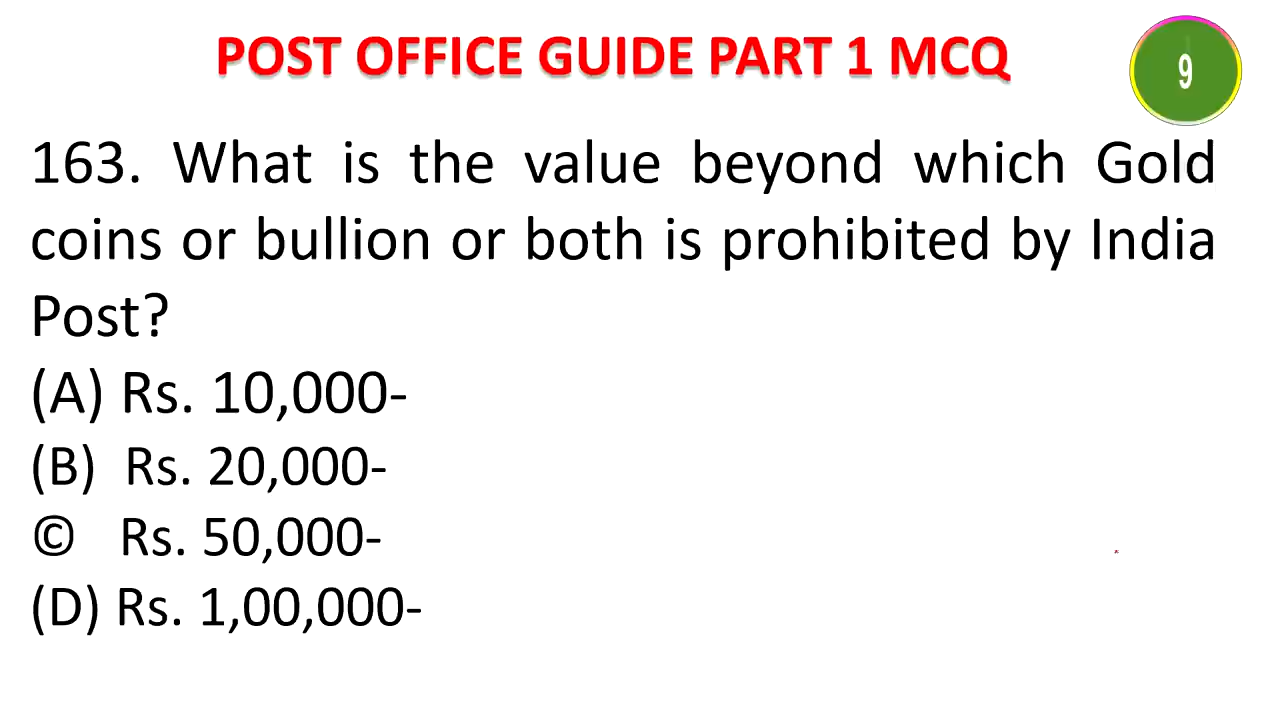 POST OFFICE GUIDE PART 1 MCQ
9
163. What is the value beyond which Gold
coins or bullion or both is prohibited by India
Post?
(A) Rs. 10,000-
(B) Rs. 20,000-
© Rs. 50,000-
(D) Rs. 1,00,000-